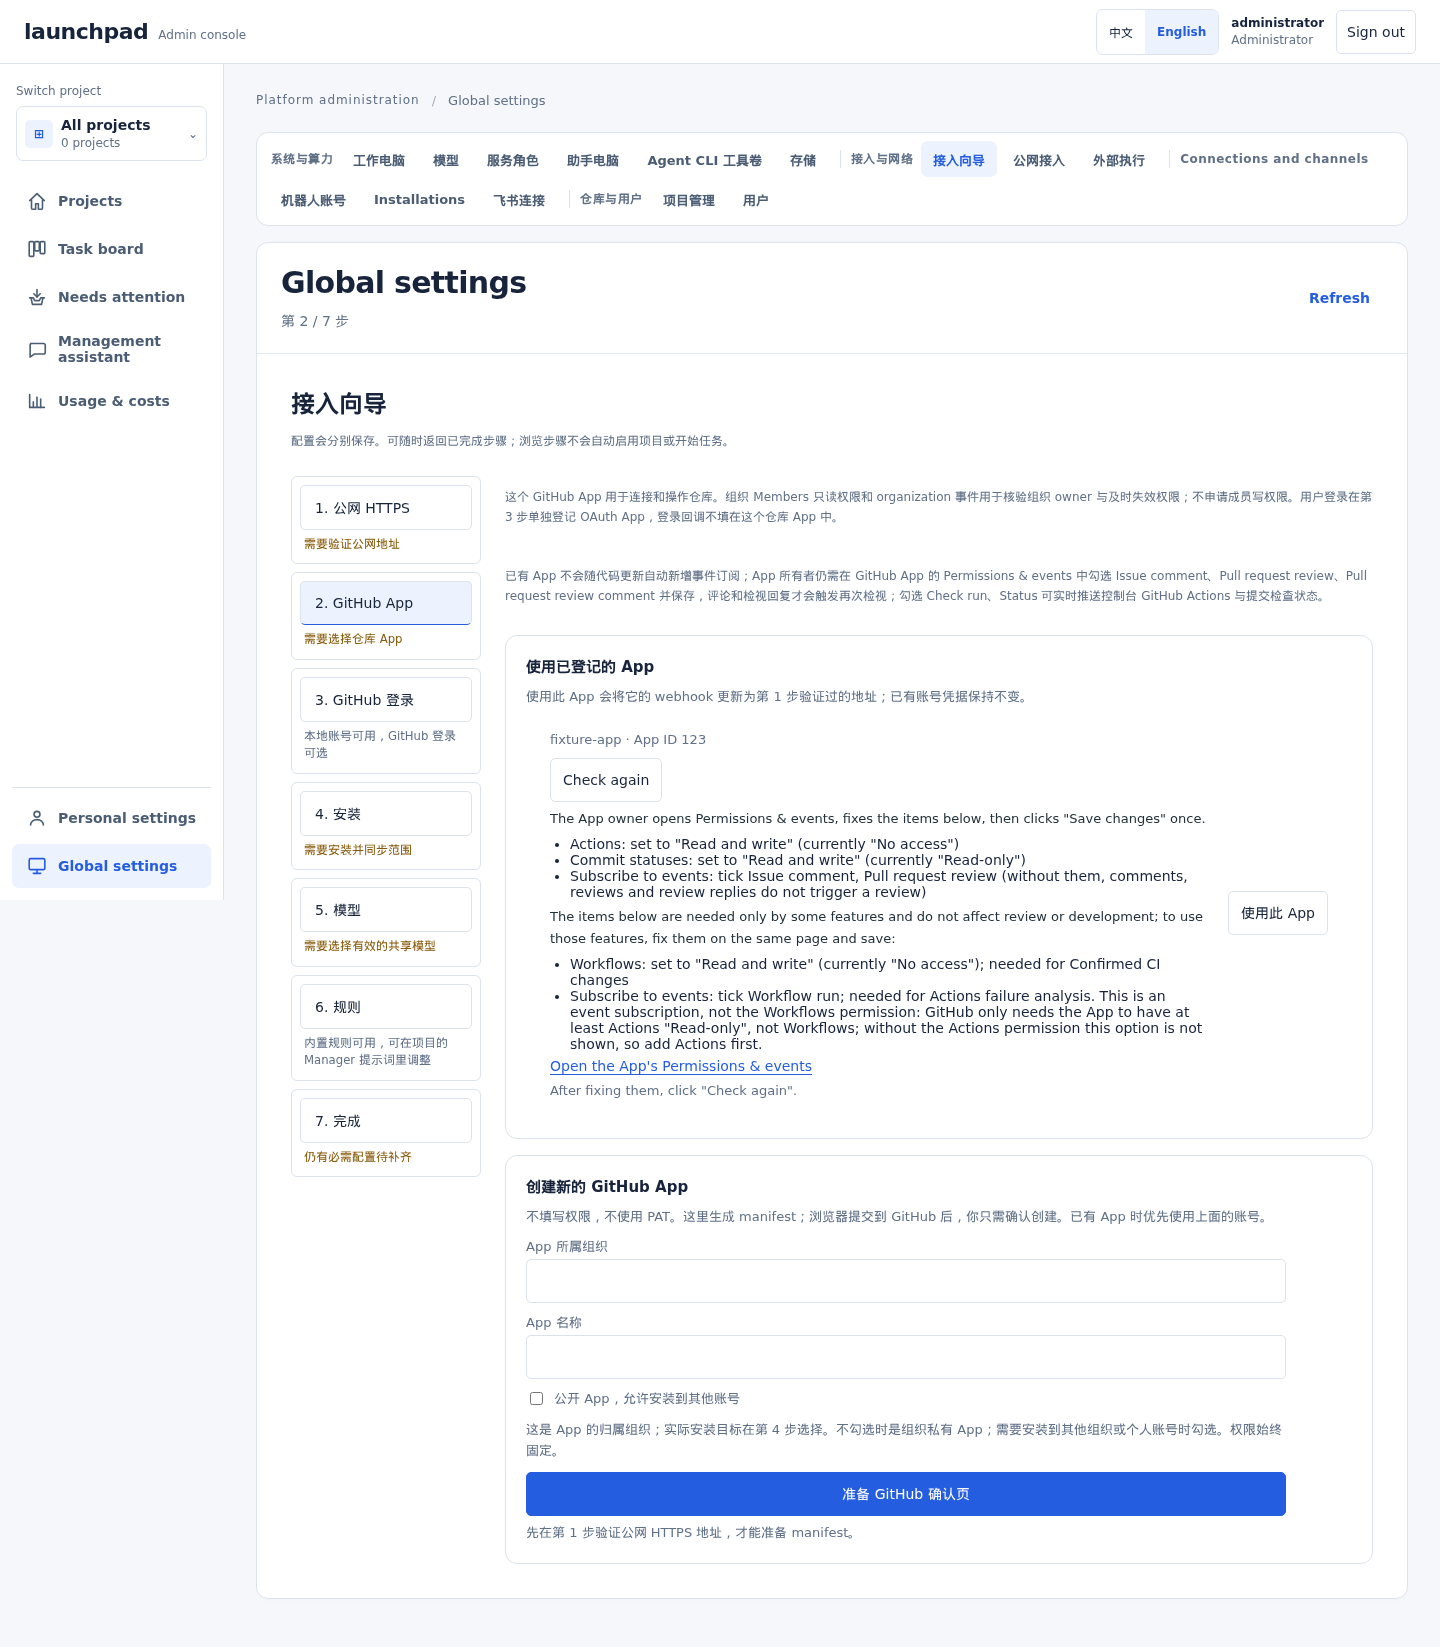 launchpad Admin console
中文 English
administrator
Administrator
Sign out
Switch project
All projects
0 projects
Projects
Task board
Needs attention
Management
assistant
Usage & costs
Personal settings
Global settings
Platform administration / Global settings
系统与算力 工作电脑 模型 服务角色 助手电脑 Agent CLI 工具卷 存储 接入与网络 接入向导 公网接入 外部执行 Connections and channels
机器人账号 Installations 飞书连接 仓库与用户 项目管理 用户
Global settings
第 2 / 7 步
Refresh
接入向导
配置会分别保存。可随时返回已完成步骤；浏览步骤不会自动启用项目或开始任务。
1. 公网 HTTPS
需要验证公网地址
2. GitHub App
需要选择仓库 App
3. GitHub 登录
本地账号可用，GitHub 登录
可选
4. 安装
需要安装并同步范围
5. 模型
需要选择有效的共享模型
6. 规则
内置规则可用，可在项目的
Manager 提示词里调整
7. 完成
仍有必需配置待补齐
这个 GitHub App 用于连接和操作仓库。组织 Members 只读权限和 organization 事件用于核验组织 owner 与及时失效权限；不申请成员写权限。用户登录在第
3 步单独登记 OAuth App，登录回调不填在这个仓库 App 中。
已有 App 不会随代码更新自动新增事件订阅；App 所有者仍需在 GitHub App 的 Permissions & events 中勾选 Issue comment、Pull request review、Pull
request review comment 并保存，评论和检视回复才会触发再次检视；勾选 Check run、Status 可实时推送控制台 GitHub Actions 与提交检查状态。
使用已登记的 App
使用此 App 会将它的 webhook 更新为第 1 步验证过的地址；已有账号凭据保持不变。
fixture-app · App ID 123
Check again
The App owner opens Permissions & events, fixes the items below, then clicks "Save changes" once.
• Actions: set to "Read and write" (currently "No access")
• Commit statuses: set to "Read and write" (currently "Read-only")
• Subscribe to events: tick Issue comment, Pull request review (without them, comments,
reviews and review replies do not trigger a review)
The items below are needed only by some features and do not affect review or development; to use
those features, fix them on the same page and save:
• Workflows: set to "Read and write" (currently "No access"); needed for Confirmed CI
changes
• Subscribe to events: tick Workflow run; needed for Actions failure analysis. This is an
event subscription, not the Workflows permission: GitHub only needs the App to have at
least Actions "Read-only", not Workflows; without the Actions permission this option is not
shown, so add Actions first.
Open the App's Permissions & events
After fixing them, click "Check again".
使用此 App
创建新的 GitHub App
不填写权限，不使用 PAT。这里生成 manifest；浏览器提交到 GitHub 后，你只需确认创建。已有 App 时优先使用上面的账号。
App 所属组织
App 名称
公开 App，允许安装到其他账号
这是 App 的归属组织；实际安装目标在第 4 步选择。不勾选时是组织私有 App；需要安装到其他组织或个人账号时勾选。权限始终
固定。
准备 GitHub 确认页
先在第 1 步验证公网 HTTPS 地址，才能准备 manifest。